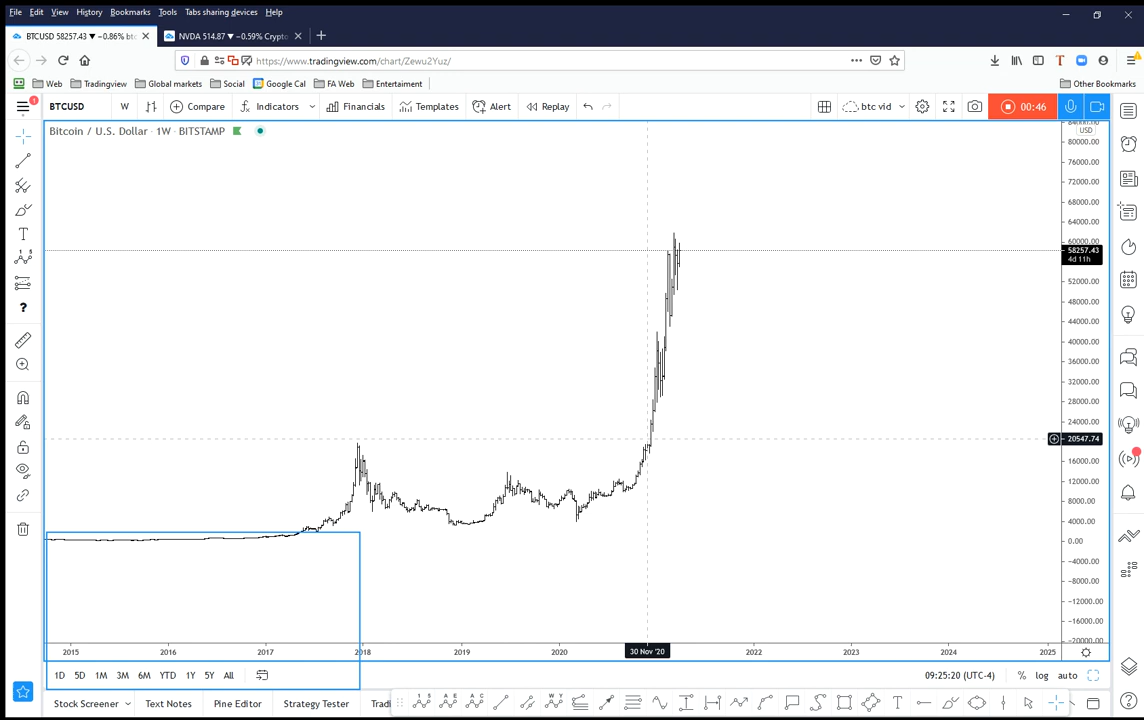 File Edit View History Bookmarks Tools Tabs sharing devices Help
BTCUSD 58257.43 ▼ −0.86% btc
NVDA 514.87 ▼ −0.59% Crypto
https://www.tradingview.com/chart/Zewu2Yuz/
Web Tradingview Global markets Social Google Cal FA Web Entertaiment Other Bookmarks
1 BTCUSD W Compare Indicators Financials Templates Alert Replay btc vid 00:46
Bitcoin / U.S. Dollar · 1W · BITSTAMP
84000.00
USD
80000.00
76000.00
72000.00
68000.00
64000.00
60000.00
58257.43
4d 11h
52000.00
48000.00
44000.00
40000.00
36000.00
32000.00
28000.00
24000.00
20547.74
16000.00
12000.00
8000.00
4000.00
0.00
−4000.00
−8000.00
−12000.00
−16000.00
−20000.00
2015 2016 2017 2018 2019 2020 30 Nov '20 2022 2023 2024 2025
1D 5D 1M 3M 6M YTD 1Y 5Y All 09:25:20 (UTC-4) % log auto
Stock Screener Text Notes Pine Editor Strategy Tester